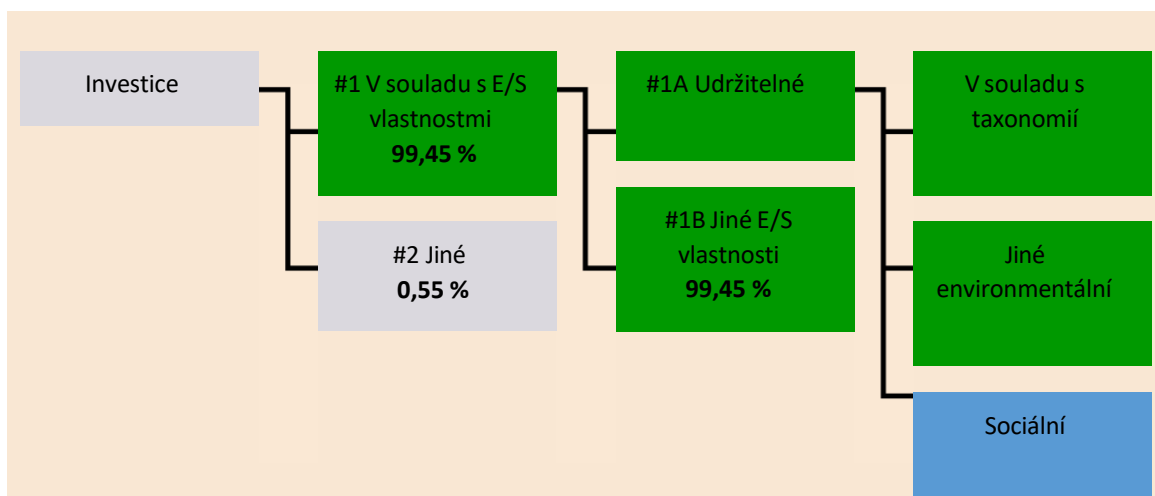 Investice
#1 V souladu s E/S
vlastnostmi
99,45 %
#2 Jiné
0,55 %
#1A Udržitelné
#1B Jiné E/S
vlastnosti
99,45 %
V souladu s
taxonomií
Jiné
environmentální
Sociální